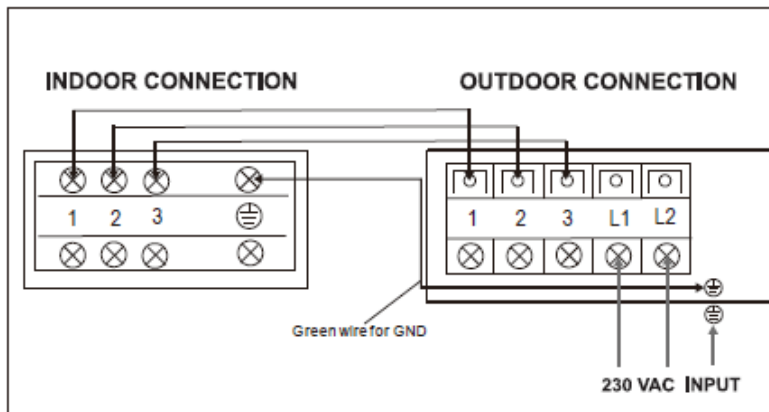 INDOOR CONNECTION
OUTDOOR CONNECTION
1 2 3
1 2 3 L1 L2
Green wire for GND
230 VAC INPUT